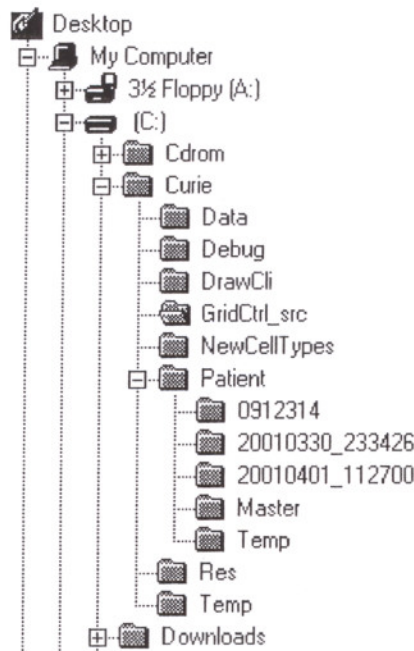 Desktop
My Computer
3½ Floppy (A:)
(C:)
Cdrom
Curie
Data
Debug
DrawCli
GridCtrl_src
NewCellTypes
Patient
0912314
20010330_233426
20010401_112700
Master
Temp
Res
Temp
Downloads